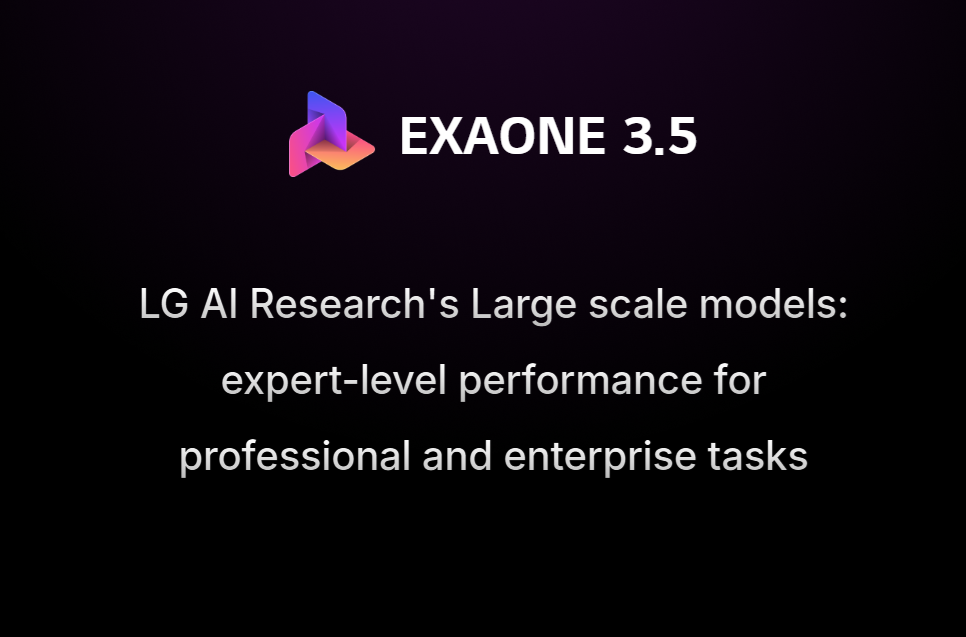 EXAONE 3.5
LG AI Research's Large scale models:
expert-level performance for
professional and enterprise tasks